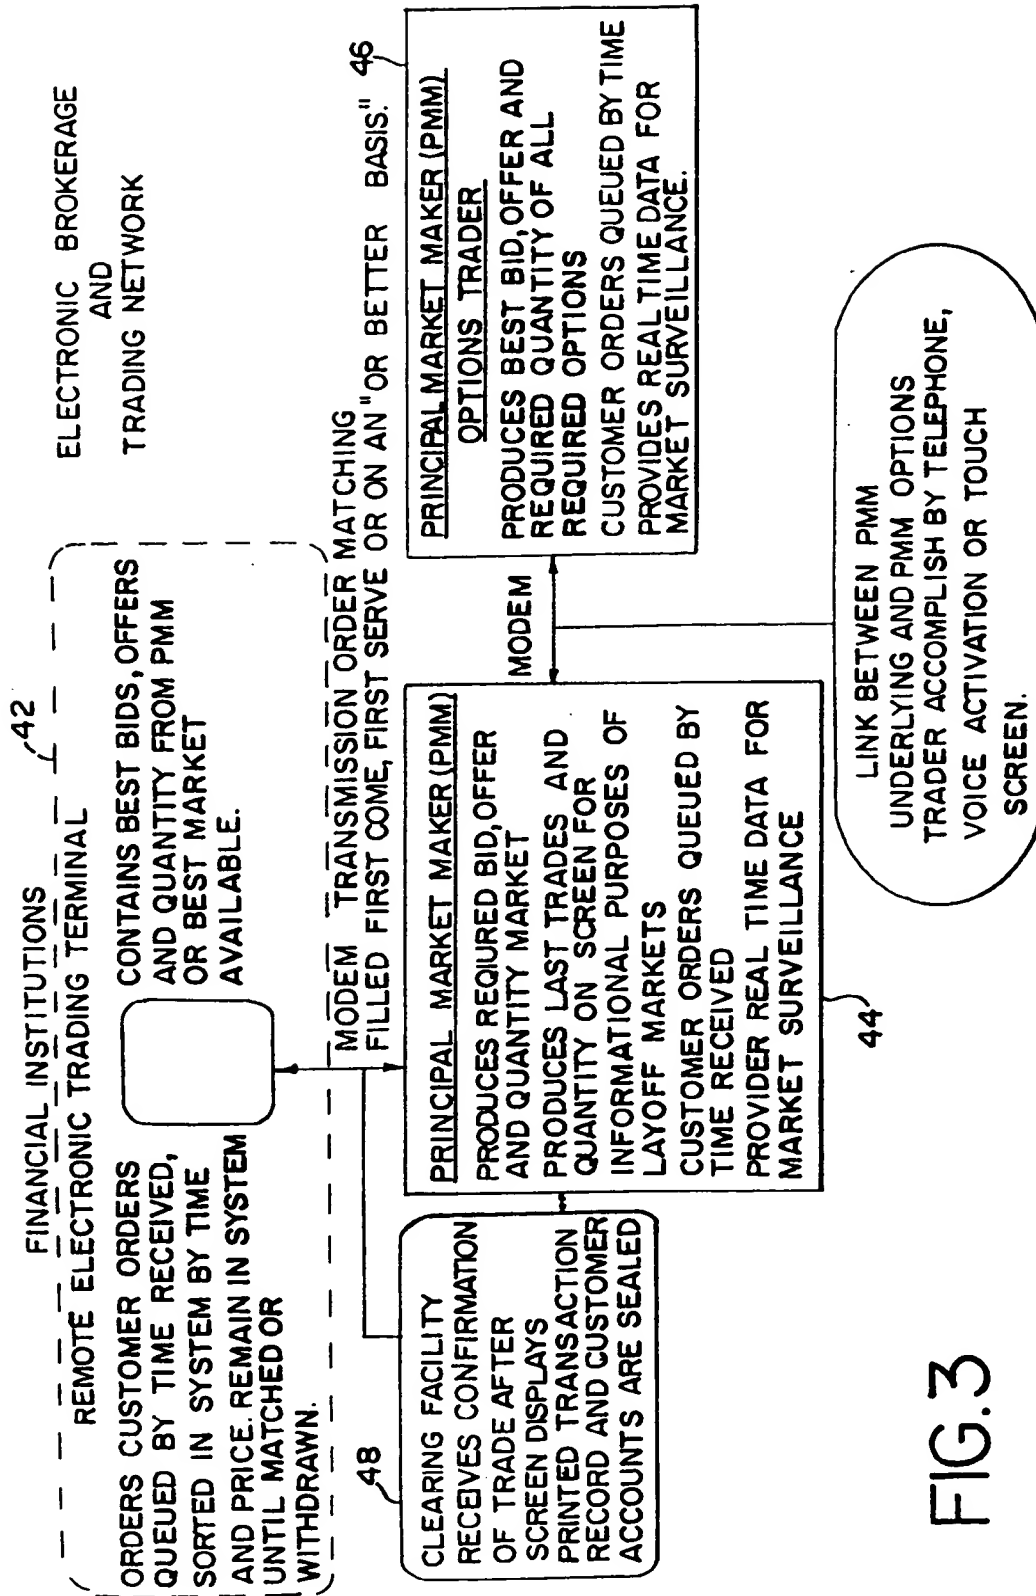 ELECTRONIC BROKERAGE
AND
TRADING NETWORK
FINANCIAL INSTITUTIONS
42
REMOTE ELECTRONIC TRADING TERMINAL
ORDERS CUSTOMER ORDERS
QUEUED BY TIME RECEIVED,
SORTED IN SYSTEM BY TIME
AND PRICE. REMAIN IN SYSTEM
UNTIL MATCHED OR
WITHDRAWN.
CONTAINS BEST BIDS, OFFERS
AND QUANTITY FROM PMM
OR BEST MARKET
AVAILABLE.
MODEM TRANSMISSION ORDER MATCHING
FILLED FIRST COME, FIRST SERVE OR ON AN "OR BETTER BASIS."
48
CLEARING FACILITY
RECEIVES CONFIRMATION
OF TRADE AFTER
SCREEN DISPLAYS
PRINTED TRANSACTION
RECORD AND CUSTOMER
ACCOUNTS ARE SEALED
PRINCIPAL MARKET MAKER (PMM)
PRODUCES REQIURED BID, OFFER
AND QUANTITY MARKET
PRODUCES LAST TRADES AND
QUANTITY ON SCREEN FOR
INFORMATIONAL PURPOSES OF
LAYOFF MARKETS
CUSTOMER ORDERS QUEUED BY
TIME RECEIVED
PROVIDER REAL TIME DATA FOR
MARKET SURVEILLANCE
44
MODEM
46
PRINCIPAL MARKET MAKER (PMM)
OPTIONS TRADER
PRODUCES BEST BID, OFFER AND
REQUIRED QUANTITY OF ALL
REQUIRED OPTIONS
CUSTOMER ORDERS QUEUED BY TIME
PROVIDES REAL TIME DATA FOR
MARKET SURVEILLANCE.
LINK BETWEEN PMM
UNDERLYING AND PMM OPTIONS
TRADER ACCOMPLISH BY TELEPHONE,
VOICE ACTIVATION OR TOUCH
SCREEN.
FIG.3